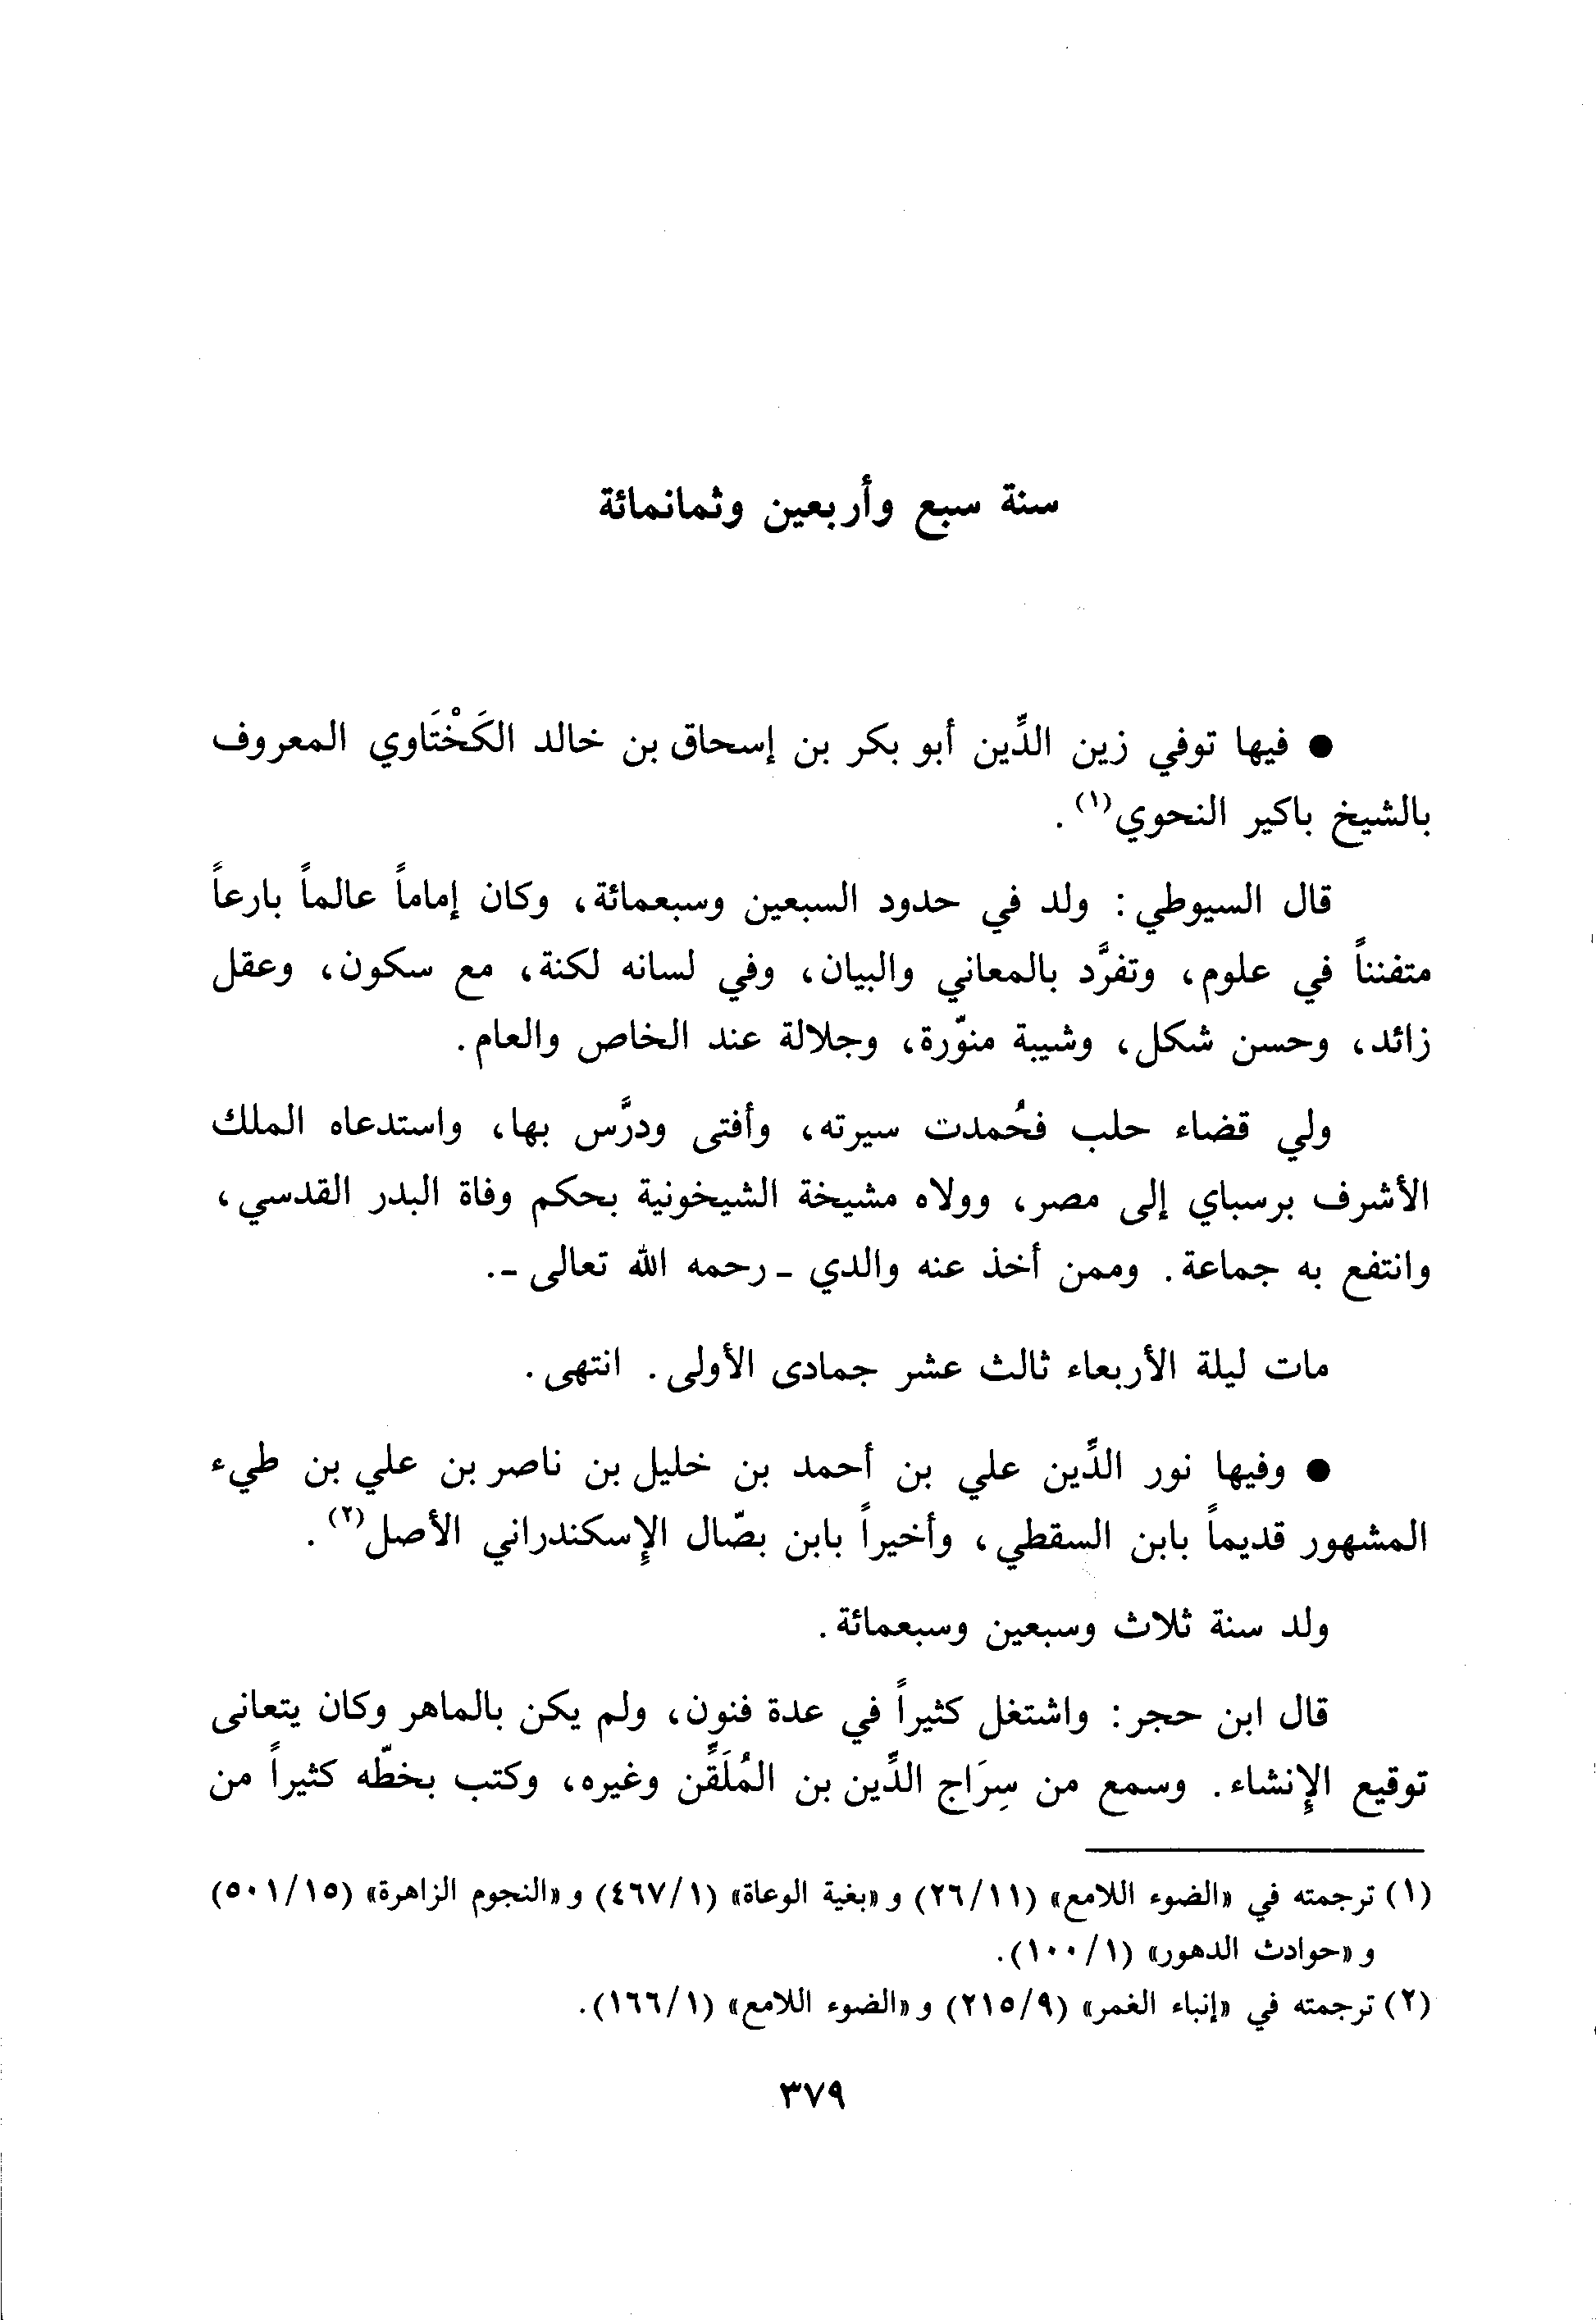 سنة سبع وأربعين وثمانمائة
● فيها توفي زين الدِّين أبو بكر بن إسحاق بن خالد الكَخْتَاوي المعروف
بالشيخ باكير النحوي(١).
قال السيوطي: ولد في حدود السبعين وسبعمائة، وكان إماماً عالماً بارعاً
متفنناً في علوم، وتفرَّد بالمعاني والبيان، وفي لسانه لكنة، مع سكون، وعقل
زائد، وحسن شكل، وشيبة منوّرة، وجلالة عند الخاص والعام.
ولي قضاء حلب فحُمدت سيرته، وأفتى ودرَّس بها، واستدعاه الملك
الأشرف برسباي إلى مصر، وولاه مشيخة الشيخونية بحكم وفاة البدر القدسي،
وانتفع به جماعة. وممن أخذ عنه والدي ـ رحمه الله تعالى ـ.
مات ليلة الأربعاء ثالث عشر جمادى الأولى. انتهى.
● وفيها نور الدِّين علي بن أحمد بن خليل بن ناصر بن علي بن طيء
المشهور قديماً بابن السقطي، وأخيراً بابن بصّال الإسكندراني الأصل(٢).
ولد سنة ثلاث وسبعين وسبعمائة.
قال ابن حجر: واشتغل كثيراً في عدة فنون، ولم يكن بالماهر وكان يتعانى
توقيع الإنشاء. وسمع من سِرَاج الدِّين بن المُلَقِّن وغيره، وكتب بخطّه كثيراً من
(١) ترجمته في «الضوء اللامع» (٢٦/١١) و «بغية الوعاة» (٤٦٧/١) و «النجوم الزاهرة» (٥٠١/١٥)
و «حوادث الدهور» (١٠٠/١).
(٢) ترجمته في «إنباء الغمر» (٢١٥/٩) و «الضوء اللامع» (١٦٦/١).
٣٧٩